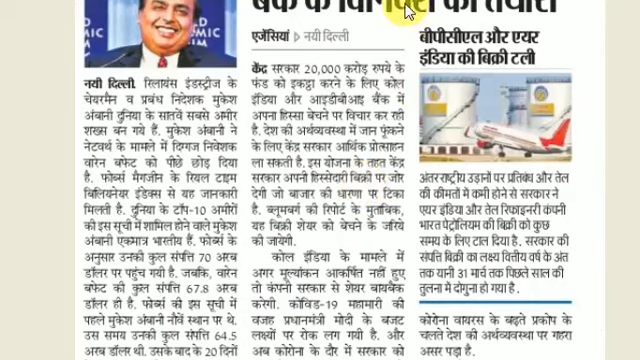 बैंक के विनिवेश की तैयारी
नयी दिल्ली. रिलायंस इंडस्ट्रीज के
चेयरमैन व प्रबंध निदेशक मुकेश
अंबानी दुनिया के सातवें सबसे अमीर
शख्स बन गये हैं. मुकेश अंबानी ने
नेटवर्थ के मामले में दिग्गज निवेशक
वारेन बफेट को पीछे छोड़ दिया
है. फोर्ब्स मैगजीन के रियल टाइम
बिलियनेयर इंडेक्स से यह जानकारी
मिलती है. दुनिया के टॉप-10 अमीरों
की इस सूची में शामिल होने वाले मुकेश
अंबानी एकमात्र भारतीय हैं. फोर्ब्स के
अनुसार उनकी कुल संपत्ति 70 अरब
डॉलर पर पहुंच गयी है. जबकि, वारेन
बफेट की कुल संपत्ति 67.8 अरब
डॉलर ही है. फोर्ब्स की इस सूची में
पहले मुकेश अंबानी नौवें स्थान पर थे.
उस समय उनकी कुल संपत्ति 64.5
अरब डॉलर थी. उसके बाद के 20 दिनों
एजेंसियां ▷ नयी दिल्ली
केंद्र सरकार 20,000 करोड़ रुपये के
फंड को इकट्ठा करने के लिए कोल
इंडिया और आइडीबीआइ बैंक में
अपना हिस्सा बेचने पर विचार कर रही
है. देश की अर्थव्यवस्था में जान फूंकने
के लिए केंद्र सरकार आर्थिक प्रोत्साहन
ला सकती है. इस योजना के तहत केंद्र
सरकार अपनी हिस्सेदारी बिक्री पर जोर
देगी जो बाजार की धारणा पर टिका
है. ब्लूमबर्ग की रिपोर्ट के मुताबिक,
यह बिक्री शेयर को बेचने के जरिये
की जायेगी.
कोल इंडिया के मामले में
अगर मूल्यांकन आकर्षित नहीं हुए
तो कंपनी सरकार से शेयर बायबैक
करेगी. कोविड-19 महामारी की
वजह प्रधानमंत्री मोदी के बजट
लक्ष्यों पर रोक लग गयी है. और
अब कोरोना के दौर में सरकार को
बीपीसीएल और एयर
इंडिया की बिक्री टली
अंतरराष्ट्रीय उड़ानों पर प्रतिबंध और तेल
की कीमतों में कमी होने से सरकार ने
एयर इंडिया और तेल रिफाइनरी कंपनी
भारत पेट्रोलियम की बिक्री को कुछ
समय के लिए टाल दिया है. सरकार की
संपत्ति बिक्री का लक्ष्य वित्तीय वर्ष के अंत
तक यानी 31 मार्च तक पिछले साल की
तुलना में दोगुना हो गया है.
कोरोना वायरस के बढ़ते प्रकोप के
चलते देश की अर्थव्यवस्था पर गहरा
असर पड़ा है.